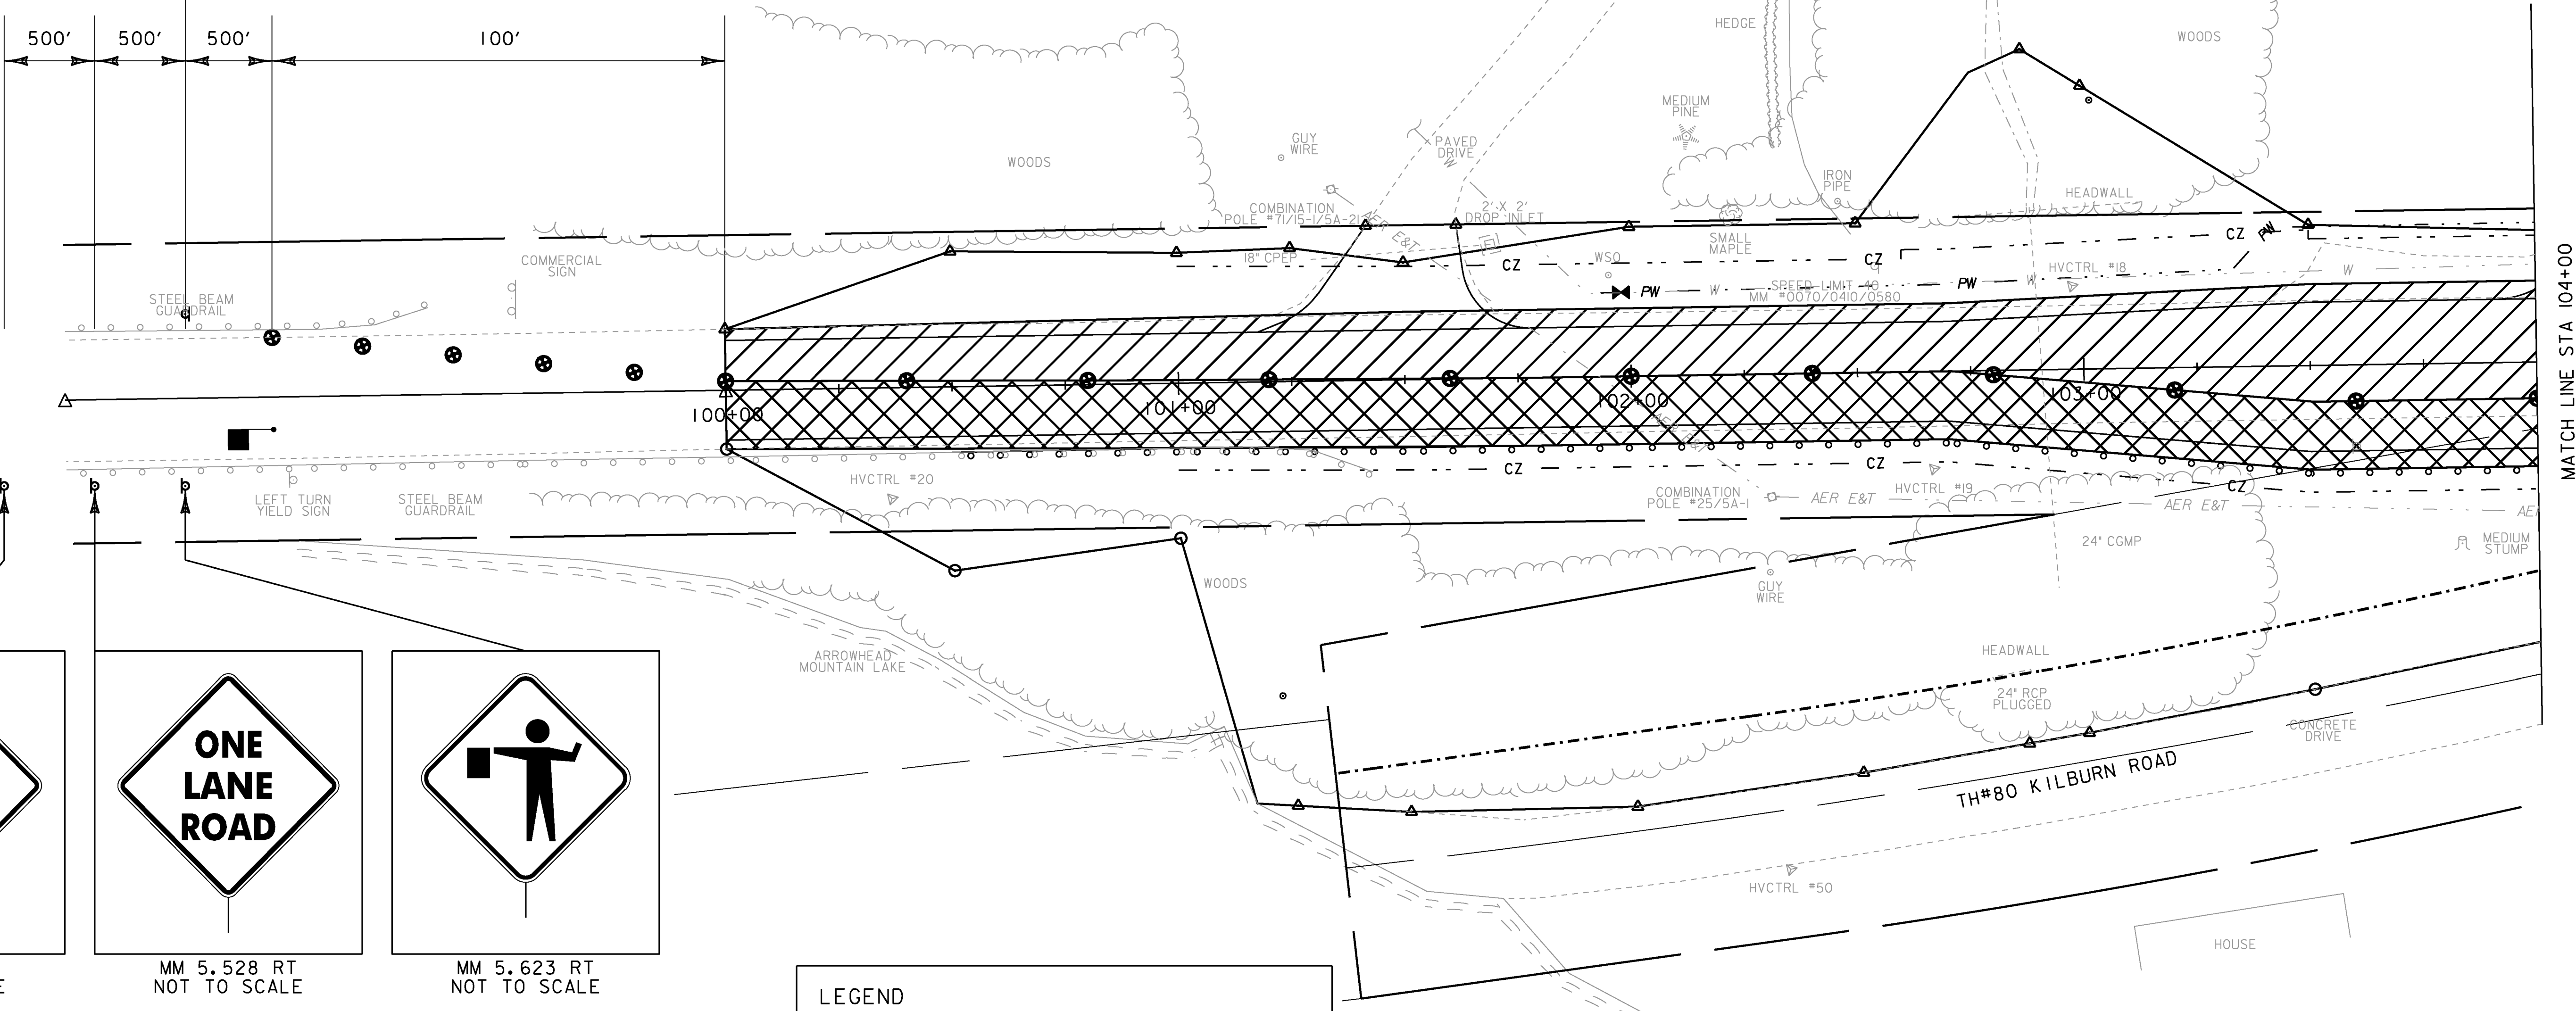 500'
500'
500'
100'
HEDGE
WOODS
MEDIUM
PINE
GUY
WIRE
PAVED
DRIVE
W
WOODS
IRON
PIPE
HEADWALL
COMBINATION
POLE #71/15-1/5A-2L
2' X 2'
DROP INLET
AER E&T
SMALL
MAPLE
CZ
PW
COMMERCIAL
SIGN
18" CPEP
CZ
WSO
CZ
HVCTRL #18
W
STEEL BEAM
GUARDRAIL
PW
W
SPEED LIMIT 40
MM #0070/0410/0580
PW
W
MATCH LINE STA 104+00
100+00
101+00
102+00
103+00
AER E&T
CZ
CZ
CZ
LEFT TURN
YIELD SIGN
STEEL BEAM
GUARDRAIL
HVCTRL #20
COMBINATION
POLE #25/5A-1
AER E&T
HVCTRL #19
AER E&T
AE
24" CGMP
MEDIUM
STUMP
WOODS
GUY
WIRE
ARROWHEAD
MOUNTAIN LAKE
HEADWALL
24" RCP
PLUGGED
CONCRETE
DRIVE
TH#80 KILBURN ROAD
ONE
LANE
ROAD
HVCTRL #50
HOUSE
MM 5.528 RT
NOT TO SCALE
MM 5.623 RT
NOT TO SCALE
E
LEGEND